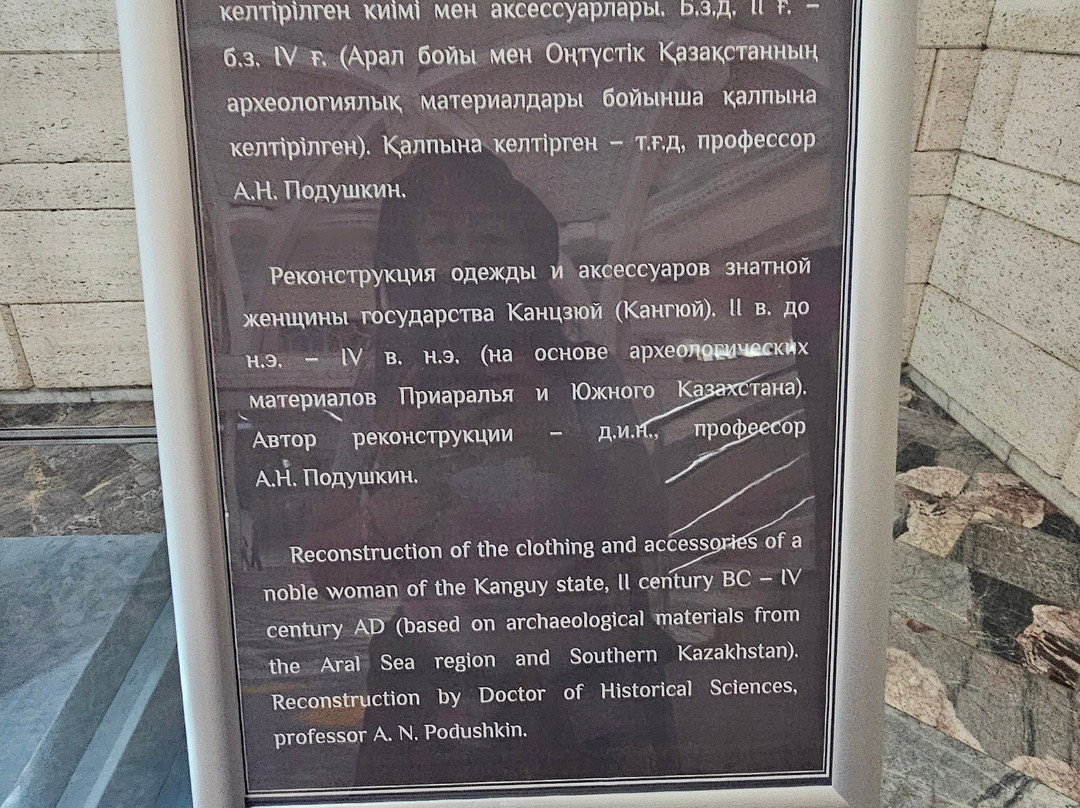 келтірілген киімі мен аксессуарлары. Б.з.д. II ғ. –
б.з. IV ғ. (Арал бойы мен Оңтүстік Қазақстанның
археологиялық материалдары бойынша қалпына
келтірілген). Қалпына келтірген – т.ғ.д, профессор
А.Н. Подушкин.
Реконструкция одежды и аксессуаров знатной
женщины государства Канцзюй (Кангюй). II в. до
н.э. – IV в. н.э. (на основе археологических
материалов Приаралья и Южного Казахстана).
Автор реконструкции – д.и.н., профессор
А.Н. Подушкин.
Reconstruction of the clothing and accessories of a
noble woman of the Kanguy state, II century BC – IV
century AD (based on archaeological materials from
the Aral Sea region and Southern Kazakhstan).
Reconstruction by Doctor of Historical Sciences,
professor A. N. Podushkin.